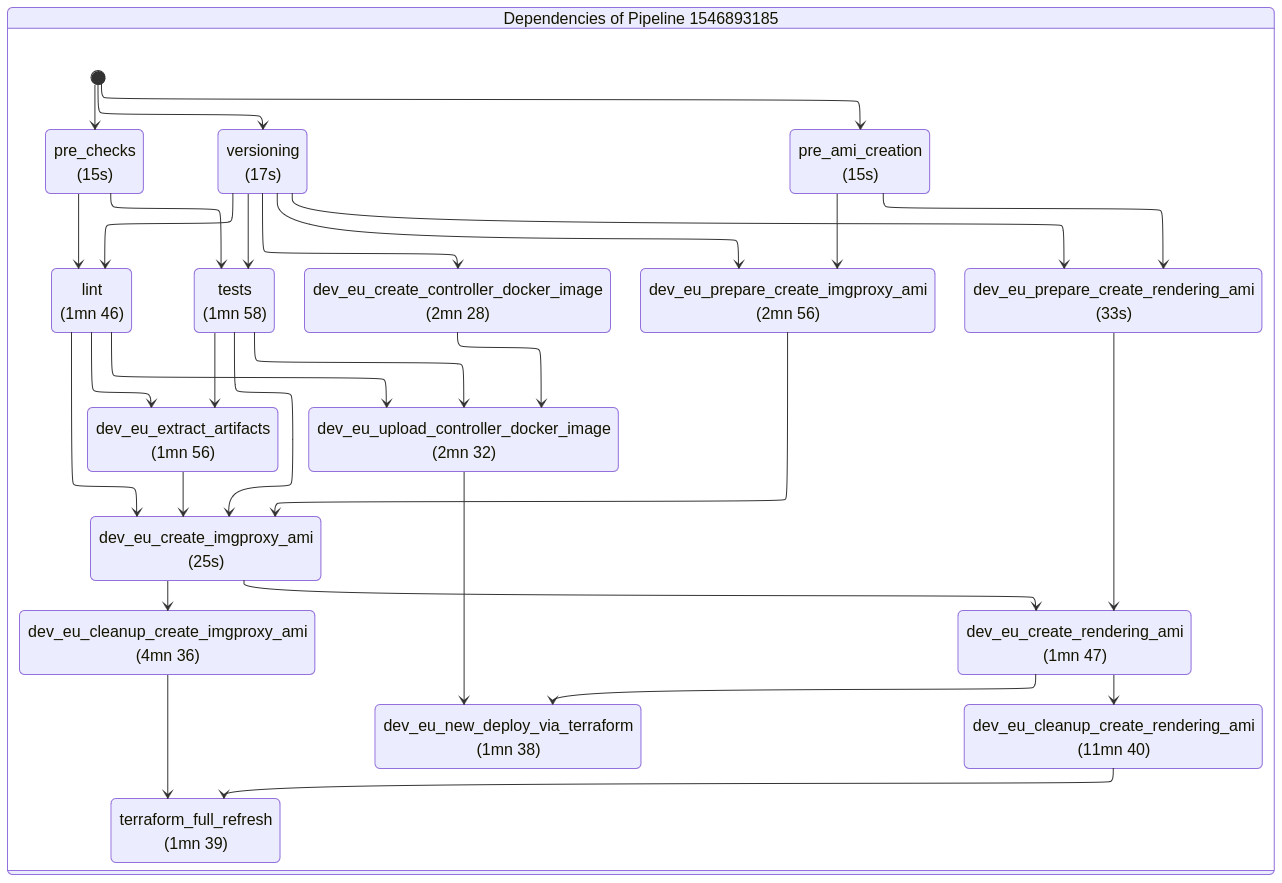 Dependencies of Pipeline 1546893185
pre_checks
(15s)
versioning
(17s)
pre_ami_creation
(15s)
lint
(1mn 46)
tests
(1mn 58)
dev_eu_create_controller_docker_image
(2mn 28)
dev_eu_prepare_create_imgproxy_ami
(2mn 56)
dev_eu_prepare_create_rendering_ami
(33s)
dev_eu_extract_artifacts
(1mn 56)
dev_eu_upload_controller_docker_image
(2mn 32)
dev_eu_create_imgproxy_ami
(25s)
dev_eu_cleanup_create_imgproxy_ami
(4mn 36)
dev_eu_create_rendering_ami
(1mn 47)
dev_eu_new_deploy_via_terraform
(1mn 38)
dev_eu_cleanup_create_rendering_ami
(11mn 40)
terraform_full_refresh
(1mn 39)